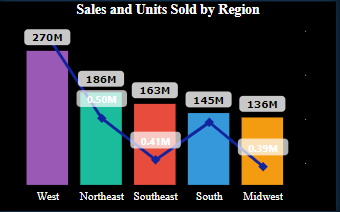 Sales and Units Sold by Region
270M
186M
163M
145M
136M
0.50M
0.41M
0.39M
West Northeast Southeast South Midwest